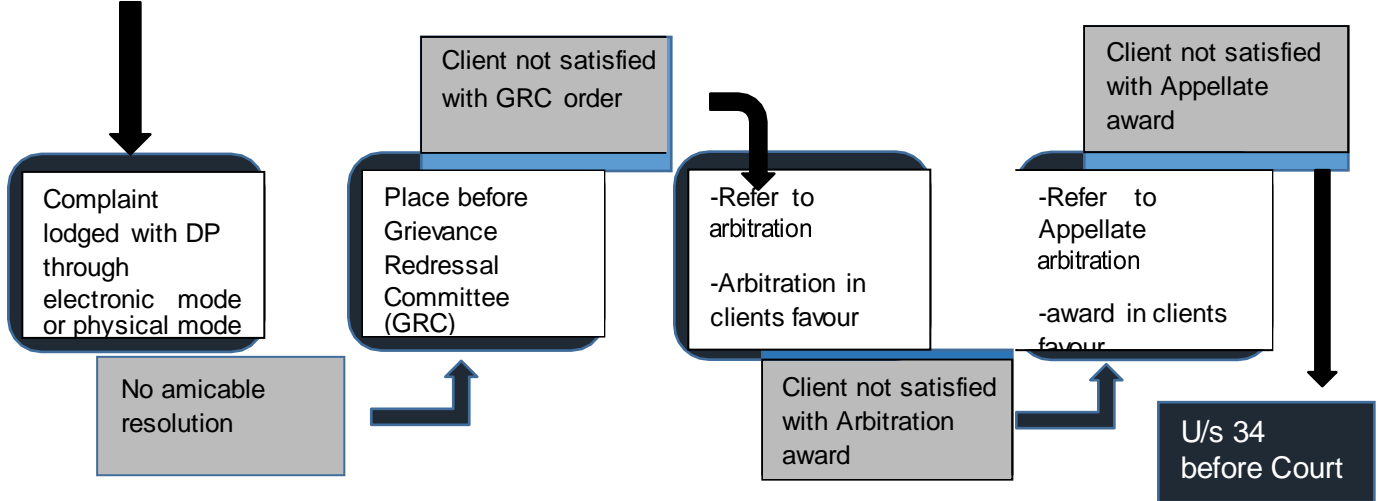 Complaint
lodged with DP
through
electronic mode
or physical mode
No amicable
resolution
Place before
Grievance
Redressal
Committee
(GRC)
Client not satisfied
with GRC order
-Refer to
arbitration
-Arbitration in
clients favour
Client not satisfied
with Arbitration
award
-Refer to
Appellate
arbitration
-award in clients
favour
Client not satisfied
with Appellate
award
U/s 34
before Court